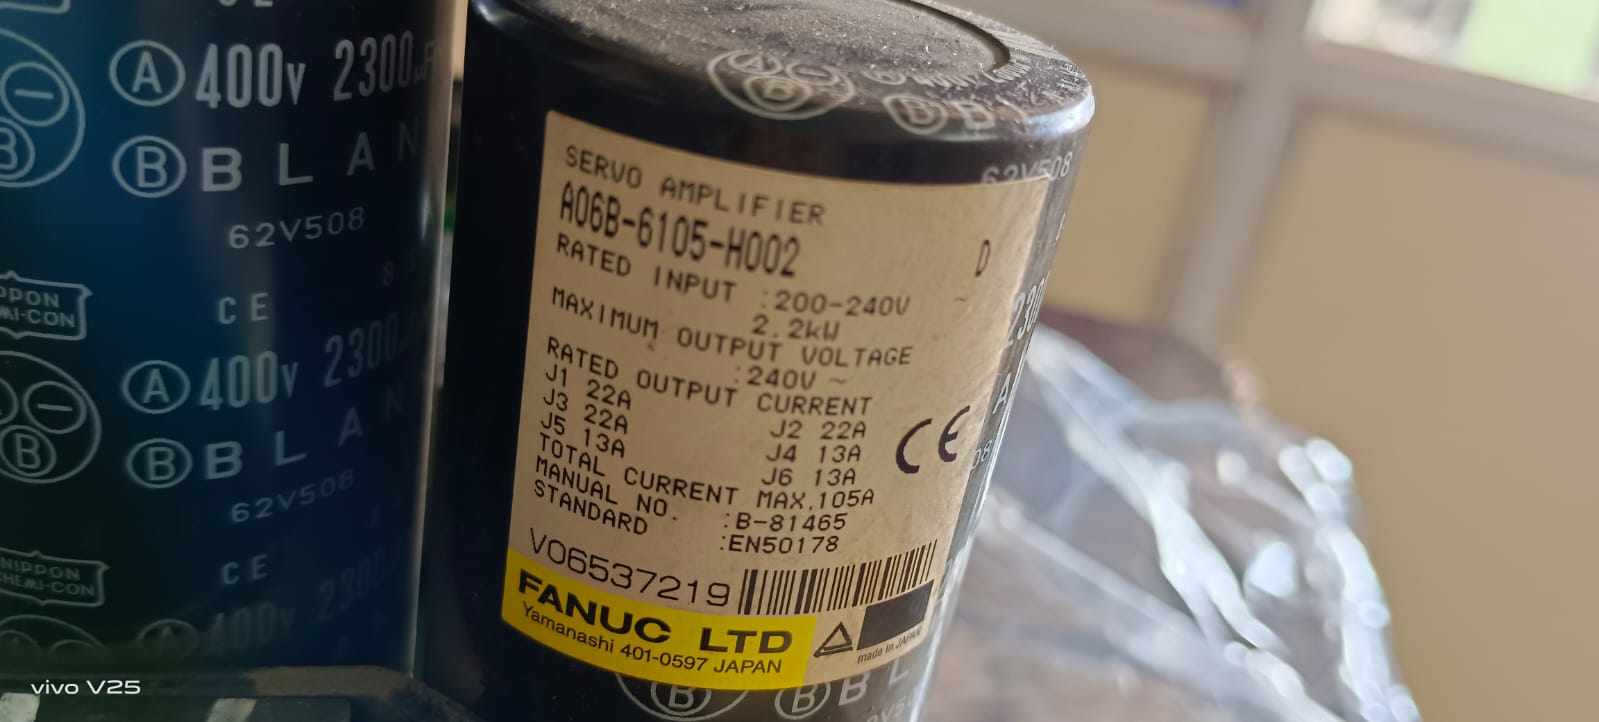 A 400v 2300
B B L A N
62V508
CE
NIPPON
CHEMI-CON
A 400v 2300
B B L A N
62V508
CE
NIPPON
CHEMI-CON
B
62V508
SERVO AMPLIFIER
A06B-6105-H002 D
RATED INPUT :200-240V ~
2.2kW
MAXIMUM OUTPUT VOLTAGE
:240V ~
RATED OUTPUT CURRENT
J1 22A J2 22A
J3 22A J4 13A
J5 13A J6 13A
TOTAL CURRENT MAX.105A
MANUAL NO. :B-81465
STANDARD :EN50178
CE
V06537219
FANUC LTD
Yamanashi 401-0597 JAPAN
made in JAPAN
B B L
vivo V25